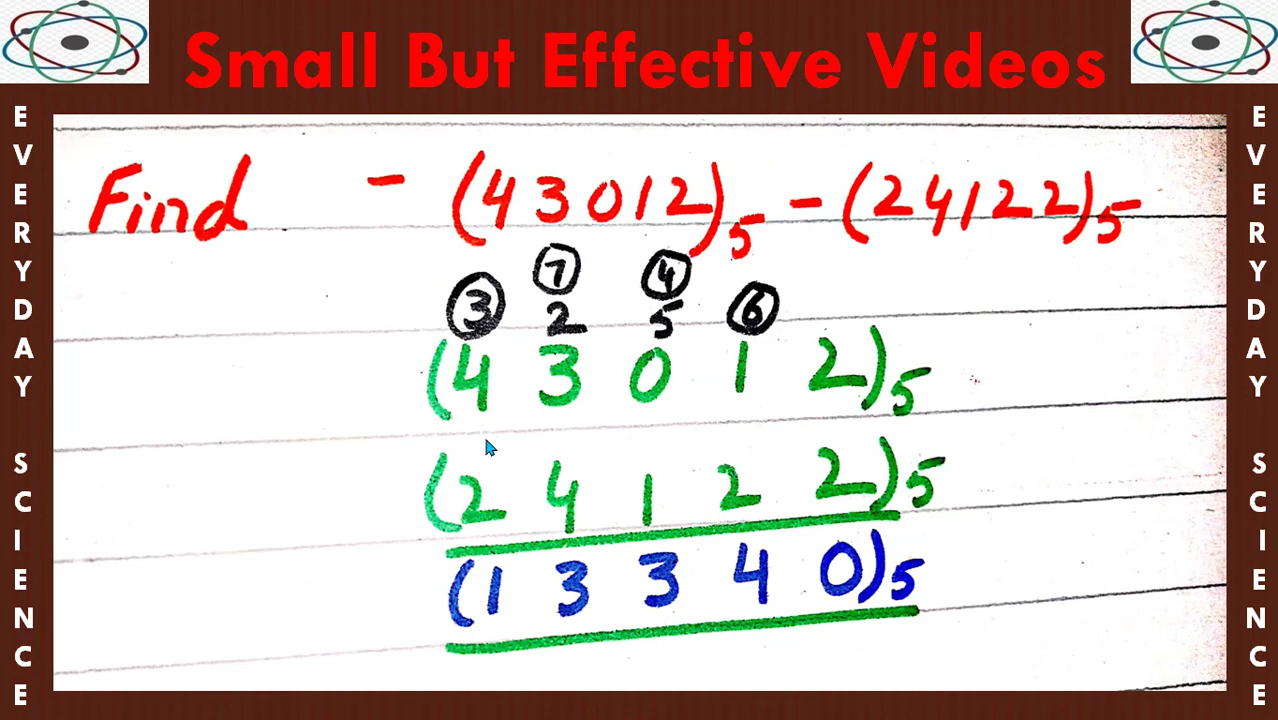 Small But Effective Videos
EVERYDAY SCIENCE
EVERYDAY SCIENCE
Find - (43012)5 - (24122)5
7 4
3 2 5 6
(4 3 0 1 2)5
(2 4 1 2 2)5
(1 3 3 4 0)5